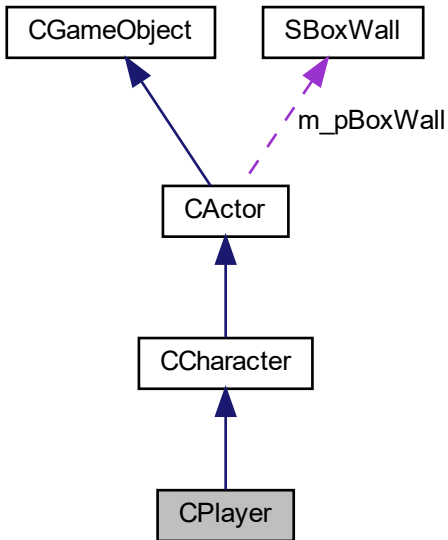 CGameObject
SBoxWall
m_pBoxWall
CActor
CCharacter
CPlayer